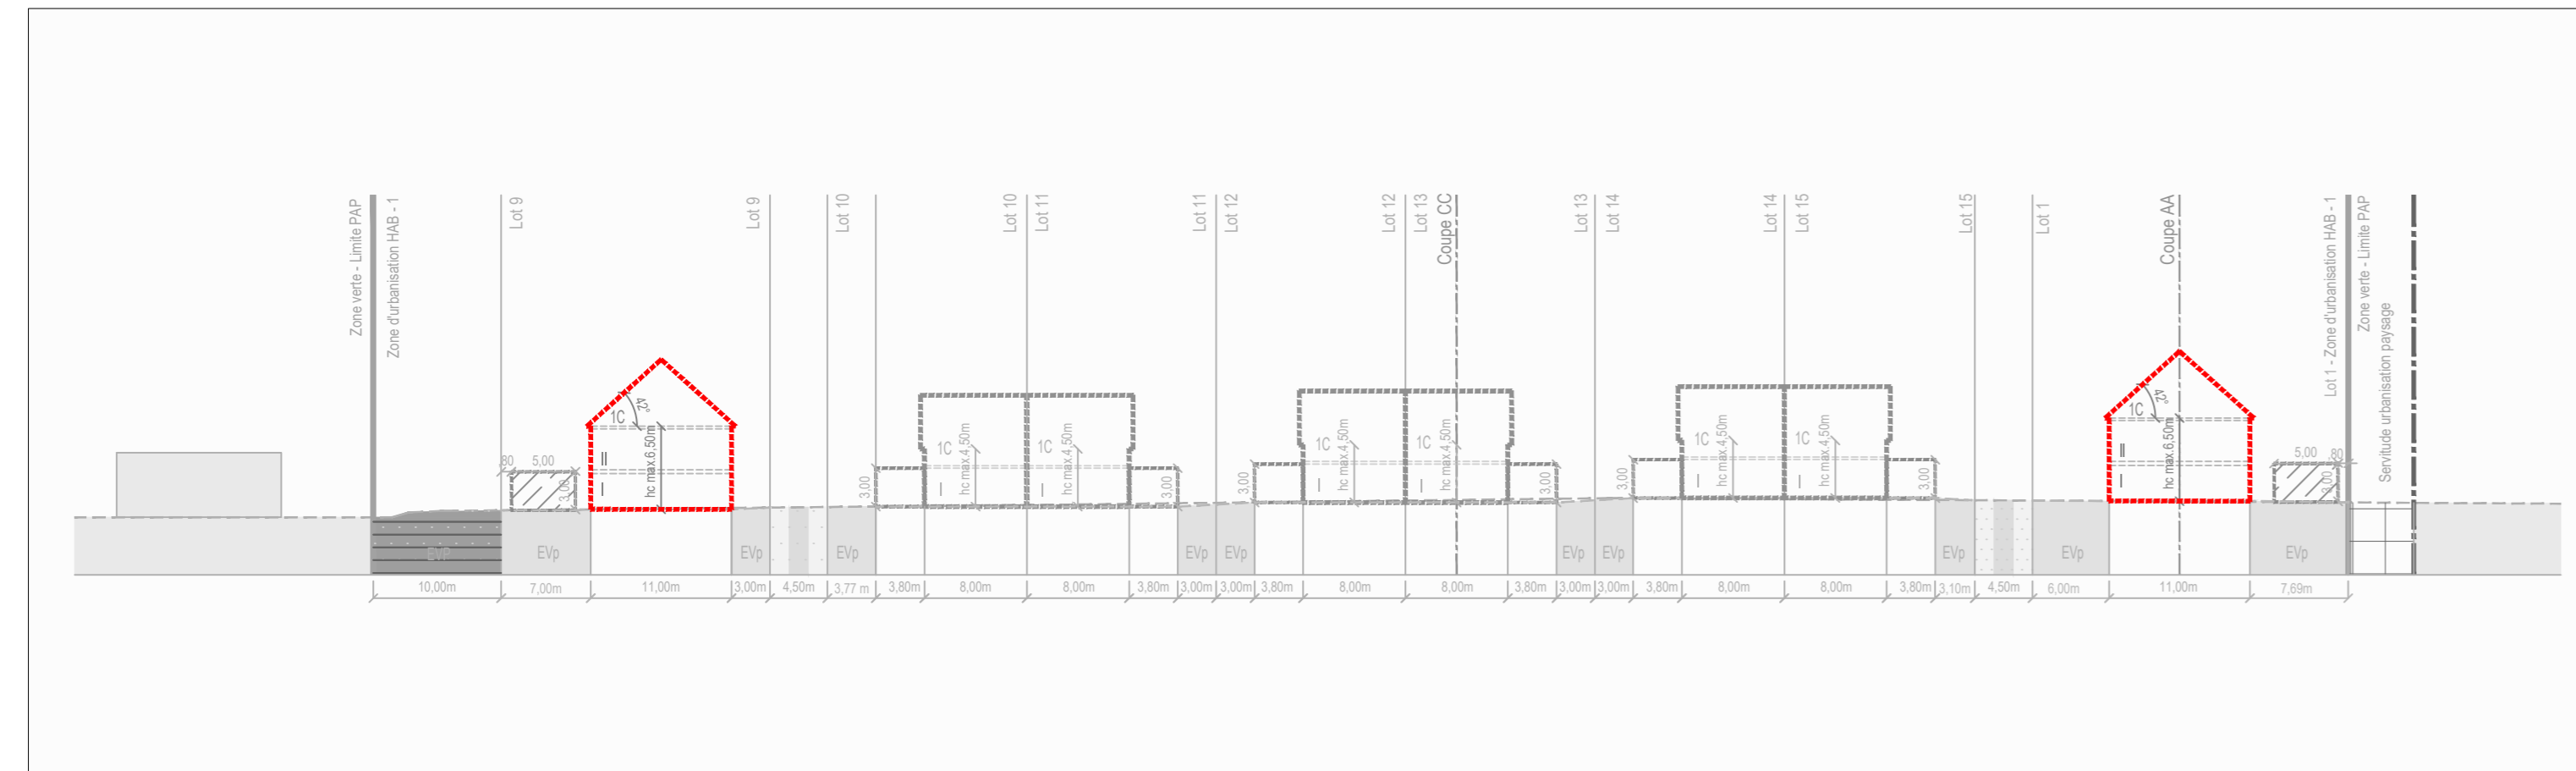 Zone verte - Limite PAP
Zone d'urbanisation HAB - 1
Lot 9
Lot 9
Lot 10
Lot 10
Lot 11
Lot 11
Lot 12
Lot 12
Lot 13
Coupe CC
Lot 13
Lot 14
Lot 14
Lot 15
Lot 15
Lot 1
Coupe AA
Lot 1 - Zone d'urbanisation HAB - 1
Zone verte - Limite PAP
Servitude urbanisation paysage
,80
5,00
3,00
42°
1C
II
I
hc max.6,50m
3,00
1C
I
hc max.4,50m
1C
I
hc max.4,50m
3,00
3,00
1C
I
hc max.4,50m
1C
I
hc max.4,50m
3,00
3,00
1C
I
hc max.4,50m
1C
I
hc max.4,50m
3,00
42°
1C
II
I
hc max.6,50m
5,00
,80
3,00
EVP
EVp
EVp
EVp
EVp
EVp
EVp
EVp
EVp
EVp
EVp
10,00m
7,00m
11,00m
3,00m
4,50m
3,77 m
3,80m
8,00m
8,00m
3,80m
3,00m
3,00m
3,80m
8,00m
8,00m
3,80m
3,00m
3,00m
3,80m
8,00m
8,00m
3,80m
3,10m
4,50m
6,00m
11,00m
7,69m